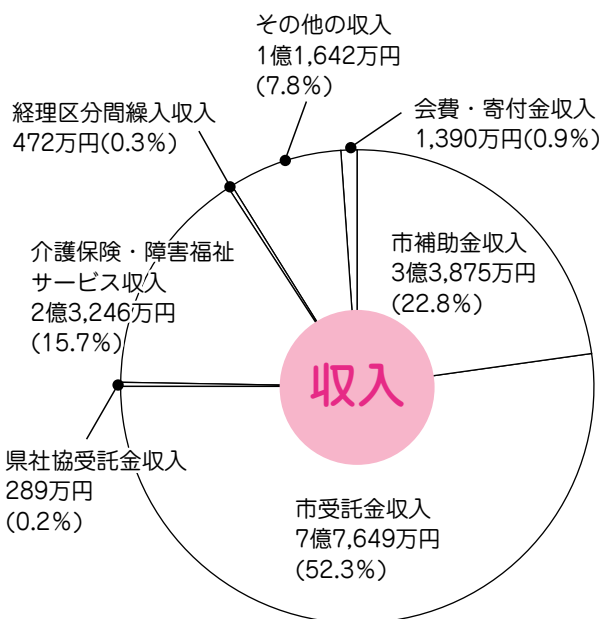 その他の収入
1億1,642万円
(7.8%)
経理区分間繰入収入
472万円(0.3%)
会費・寄付金収入
1,390万円(0.9%)
介護保険・障害福祉
サービス収入
2億3,246万円
(15.7%)
市補助金収入
3億3,875万円
(22.8%)
収入
県社協受託金収入
289万円
(0.2%)
市受託金収入
7億7,649万円
(52.3%)